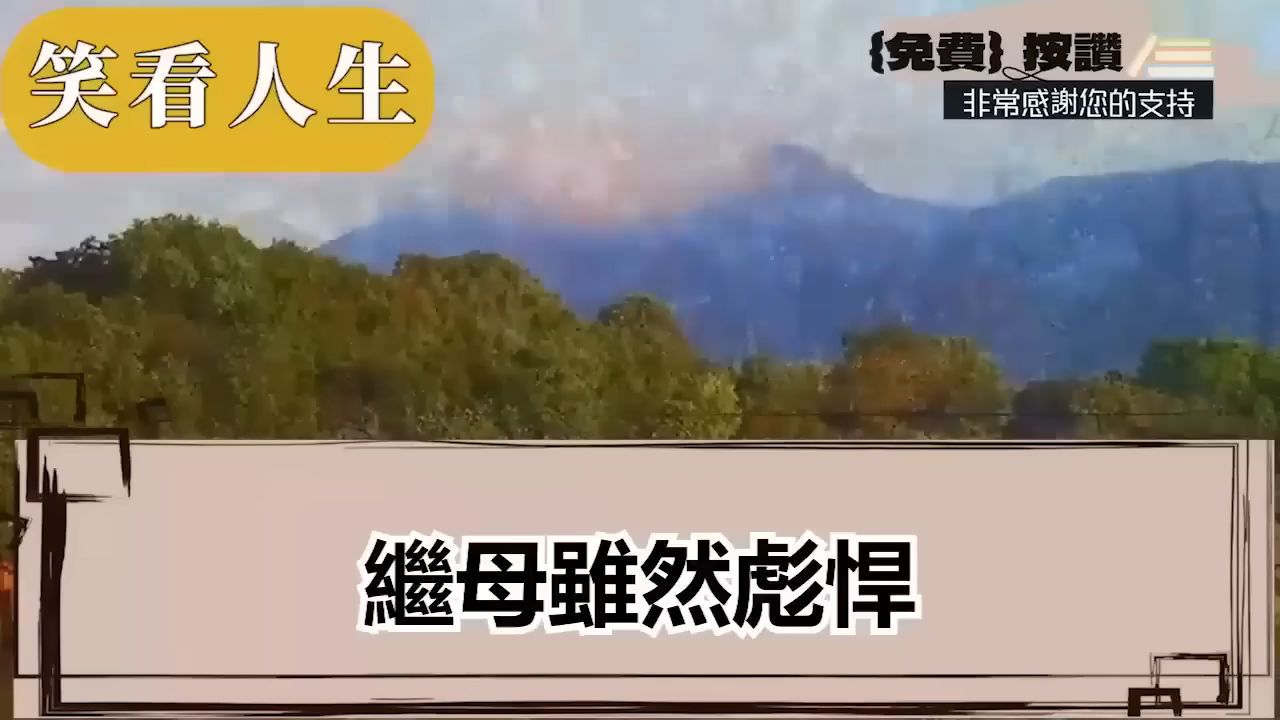 笑看人生
{免費} 按讚
非常感謝您的支持
繼母雖然彪悍